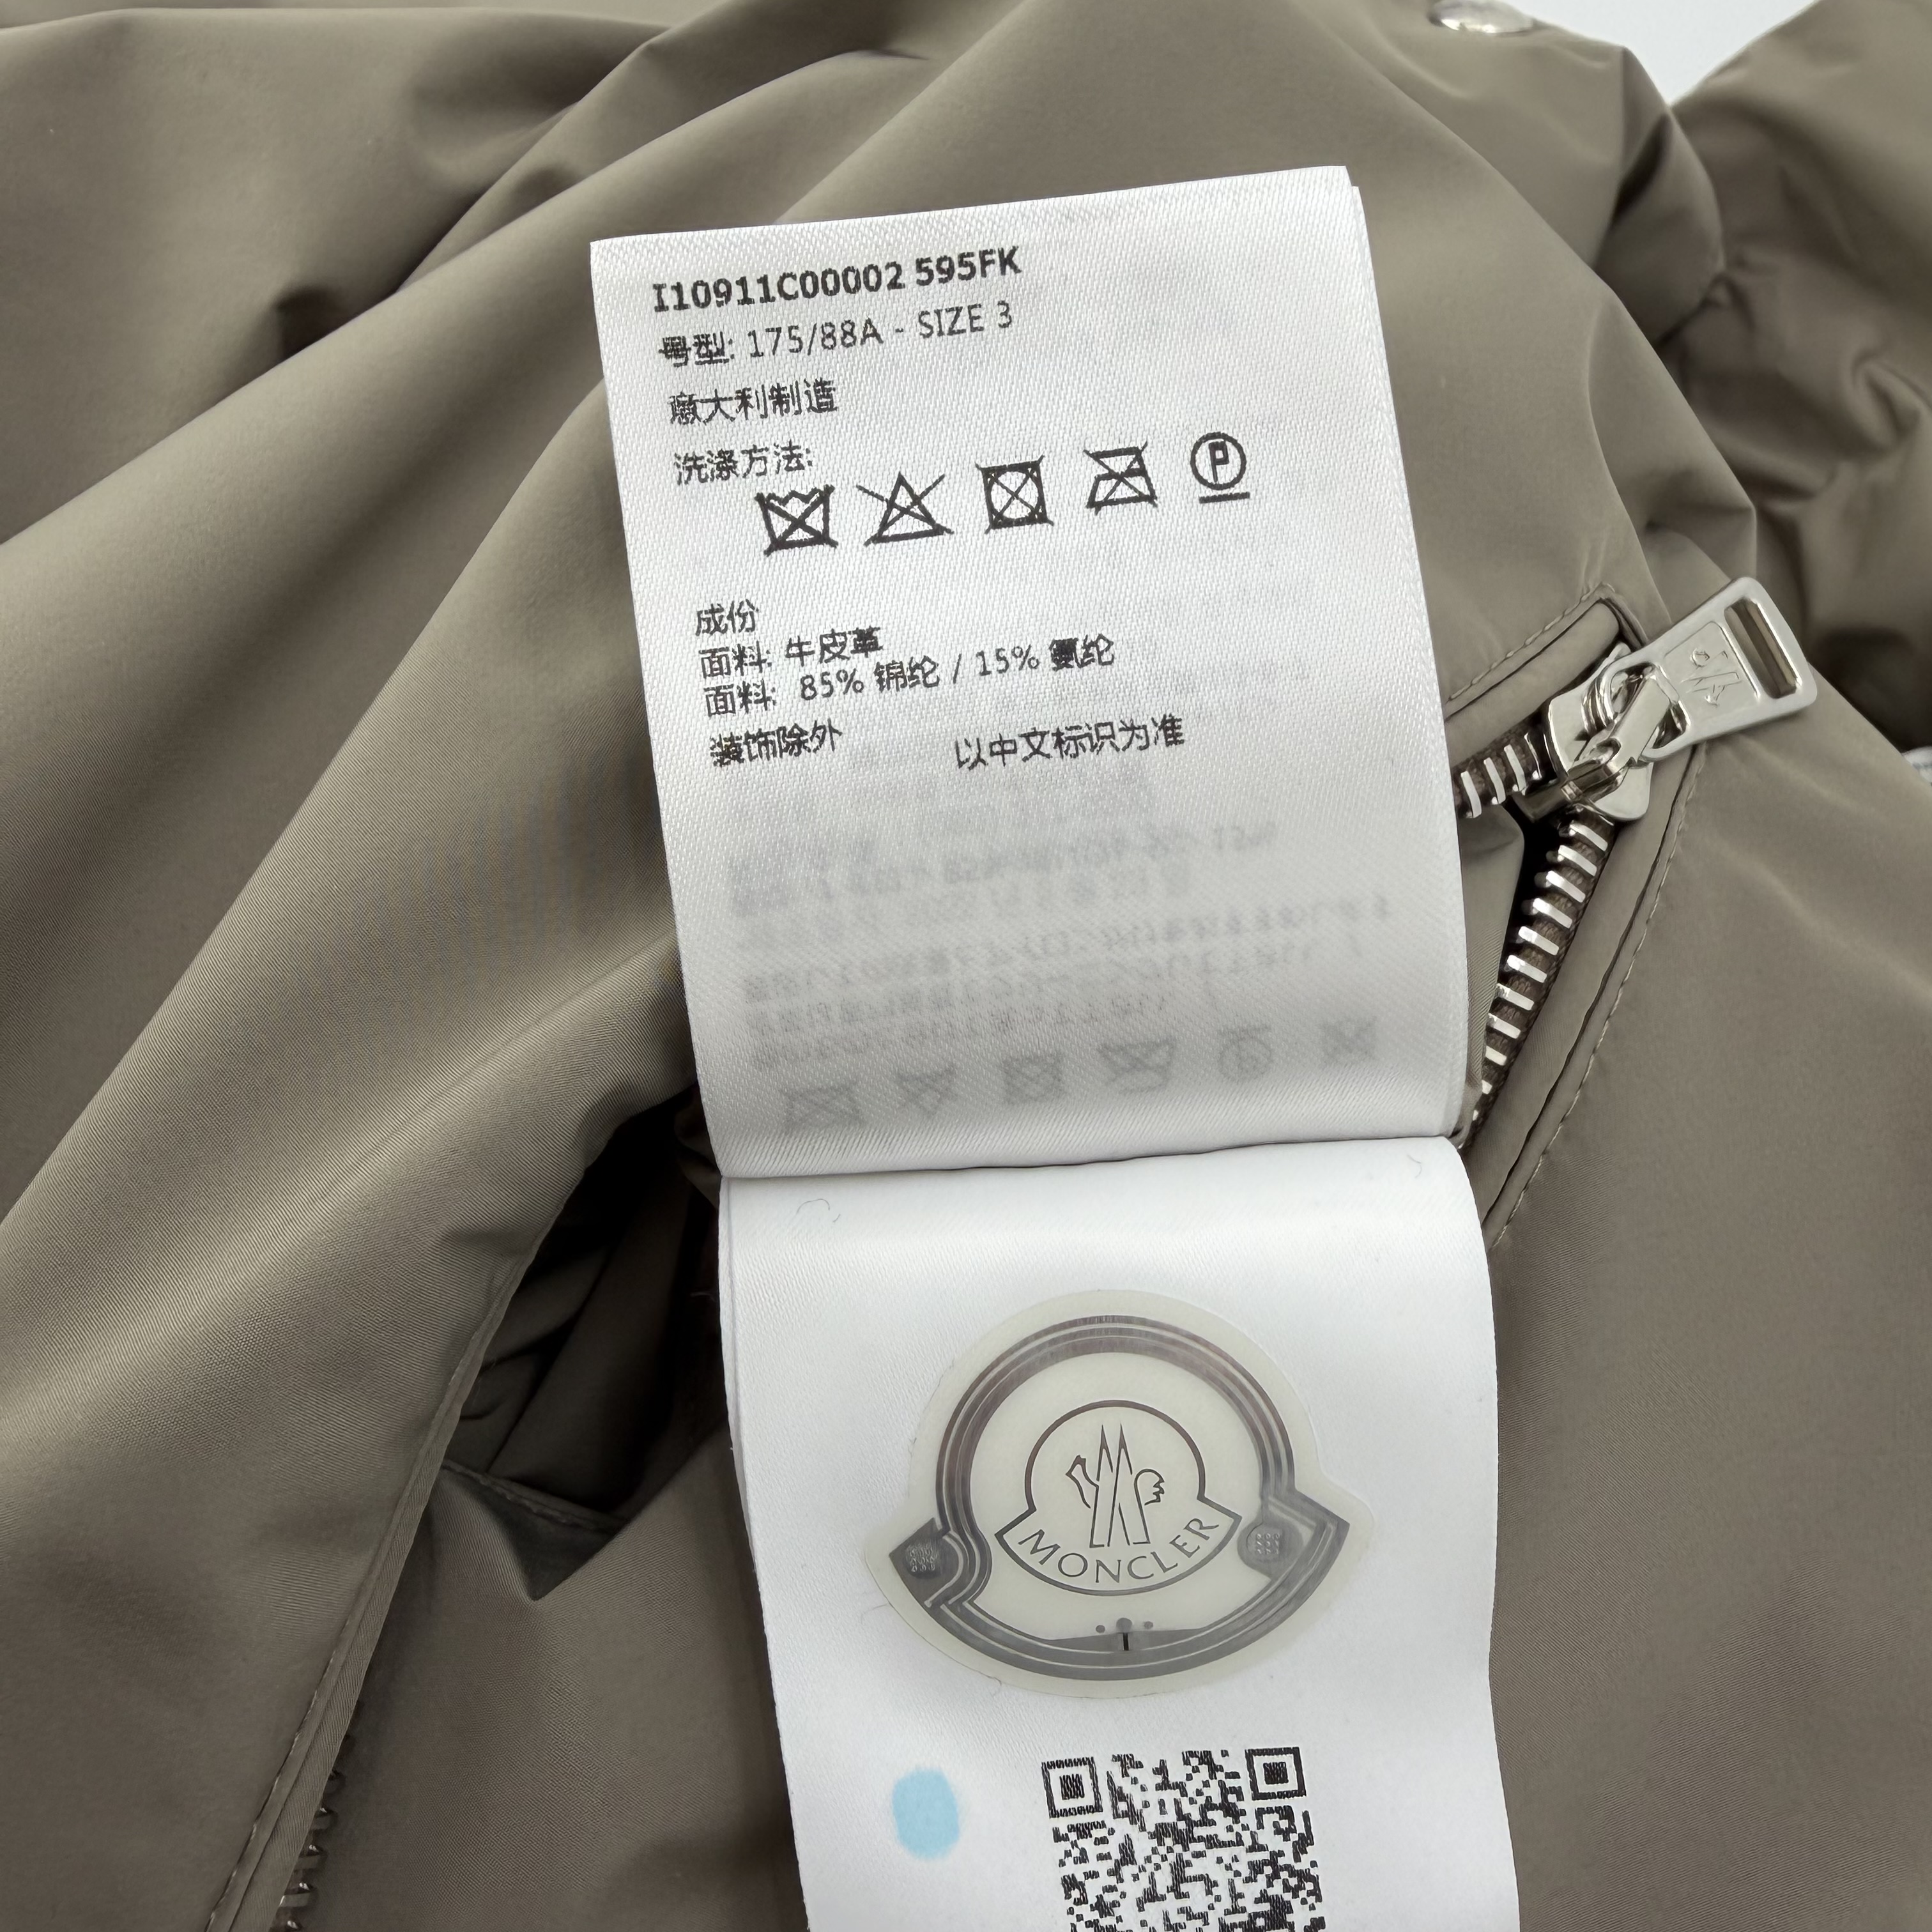 I10911C00002 595FK
号型: 175/88A - SIZE 3
意大利制造
洗涤方法:
P
成份
面料: 牛皮革
面料: 85% 锦纶 / 15% 氨纶
装饰除外 以中文标识为准
MONCLER